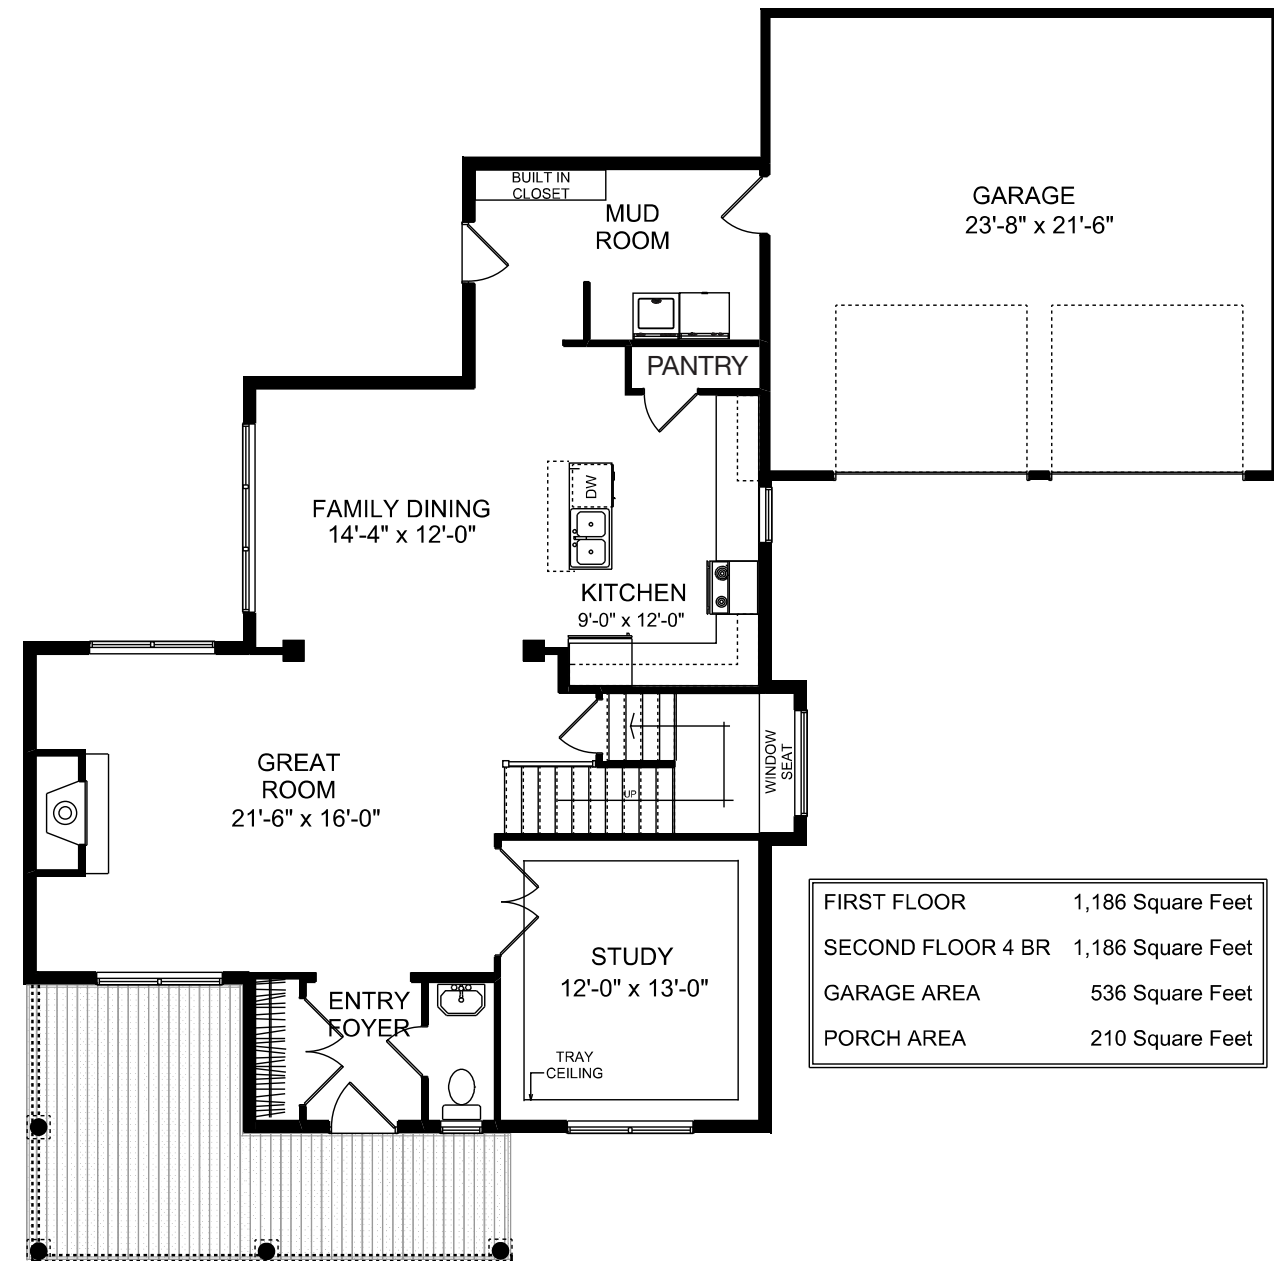 BUILT IN
CLOSET
MUD
ROOM
GARAGE
23'-8" x 21'-6"
PANTRY
DW
FAMILY DINING
14'-4" x 12'-0"
KITCHEN
9'-0" x 12'-0"
GREAT
ROOM
21'-6" x 16'-0"
UP
WINDOW
SEAT
STUDY
12'-0" x 13'-0"
ENTRY
FOYER
TRAY
CEILING
FIRST FLOOR 1,186 Square Feet
SECOND FLOOR 4 BR 1,186 Square Feet
GARAGE AREA 536 Square Feet
PORCH AREA 210 Square Feet